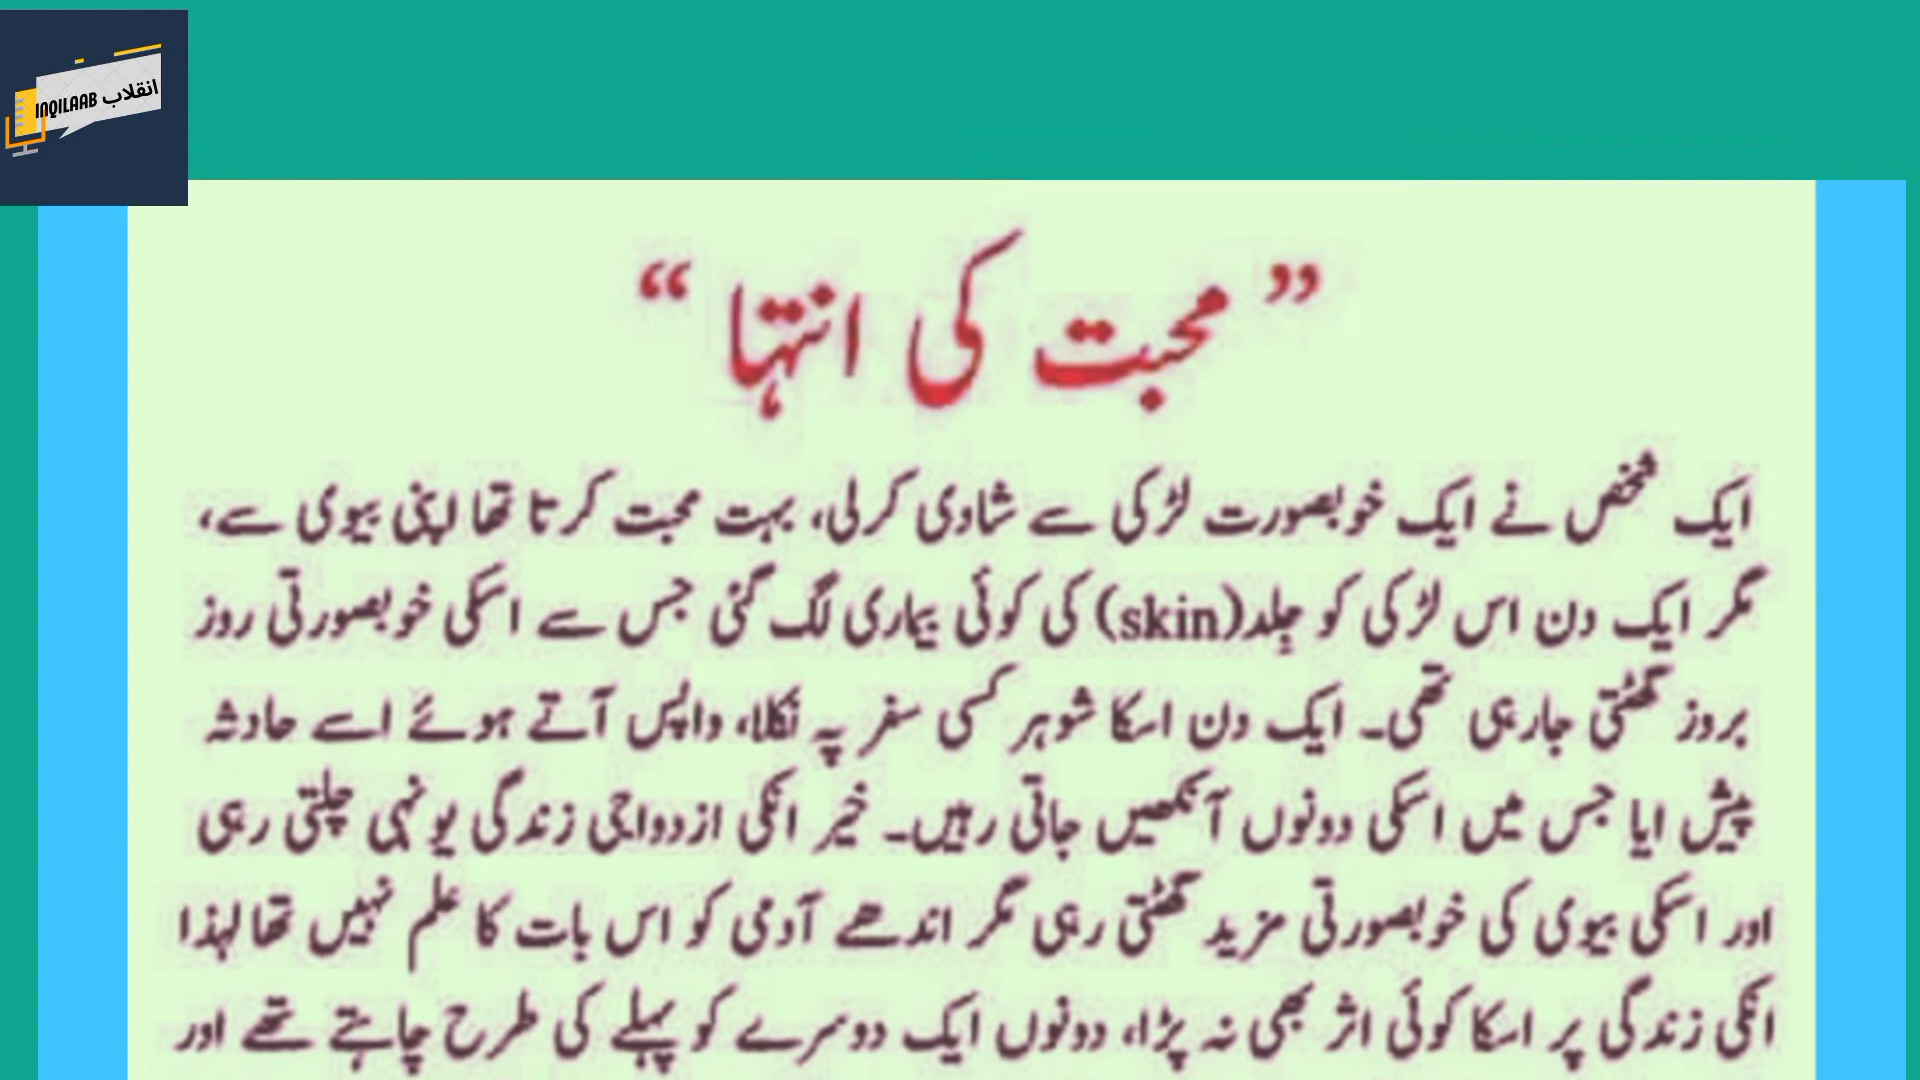 INQILAAB انقلاب
” محبت کی انتہا “
ایک شخص نے ایک خوبصورت لڑکی سے شادی کرلی، بہت محبت کرتا تھا اپنی بیوی سے،
مگر ایک دن اس لڑکی کو جِلد(skin) کی کوئی بیماری لگ گئی جس سے اسکی خوبصورتی روز
بروز گھٹتی جارہی تھی۔ ایک دن اسکا شوہر کسی سفر پہ نکلا، واپس آتے ہوئے اسے حادثہ
پیش ایا جس میں اسکی دونوں آنکھیں جاتی رہیں۔ خیر انکی ازدواجی زندگی یونہی چلتی رہی
اور اسکی بیوی کی خوبصورتی مزید گھٹتی رہی مگر اندھے آدمی کو اس بات کا علم نہیں تھا لہذا
انکی زندگی پر اسکا کوئی اثر بھی نہ پڑا، دونوں ایک دوسرے کو پہلے کی طرح چاہتے تھے اور